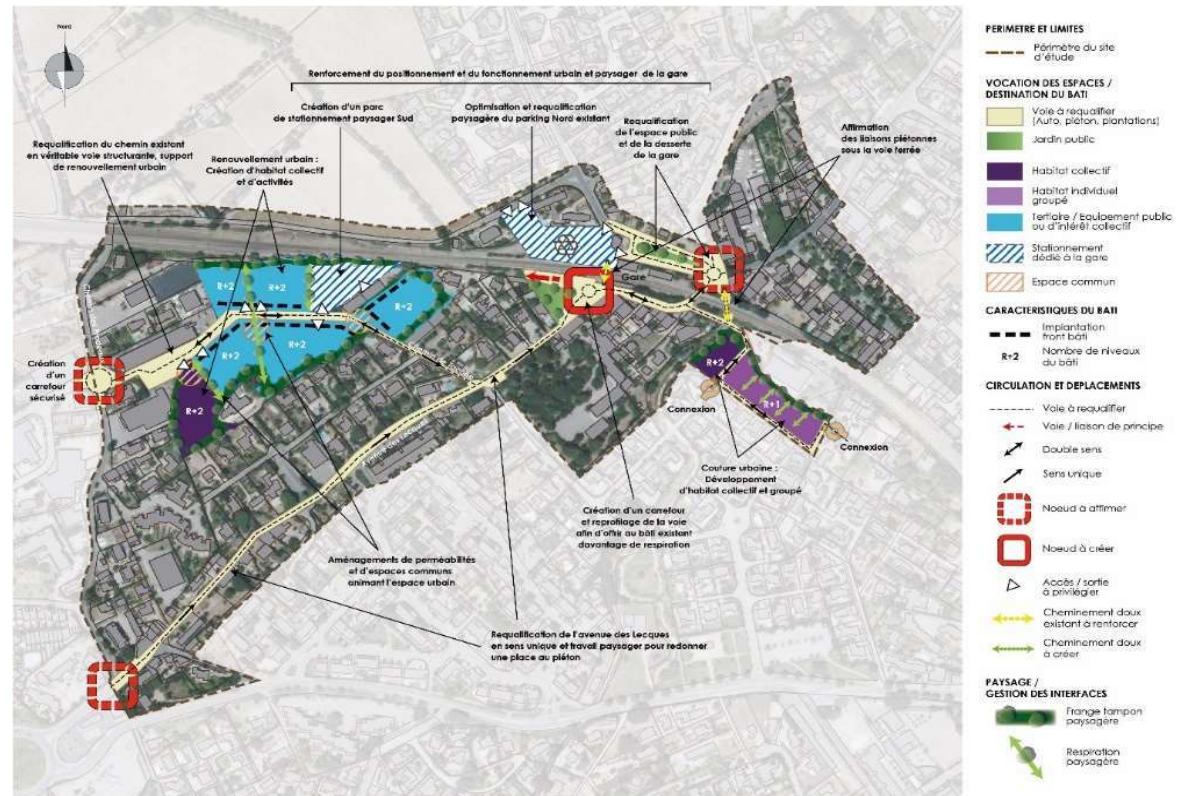 Nord
Renforcement du positionnement et du fonctionnement urbain et paysager de la gare
Création d'un parc
de stationnement paysager Sud
Optimisation et requalification
paysagère du parking Nord existant
Requalification
de l'espace public
et de la desserte
de la gare
Affirmation
des liaisons piétonnes
sous la voie ferrée
Requalification du chemin existant
en véritable voie structurante, support
de renouvellement urbain
Renouvellement urbain :
Création d'habitat collectif
et d'activités
R+2
R+2
R+2
R+2
R+2
R+2
Gare
Création
d'un
carrefour
sécurisé
R+2
R+1
Connexion
Connexion
Avenue des Lecques
Couture urbaine :
Développement
d'habitat collectif et groupé
Création d'un carrefour
et reprofilage de la voie
afin d'offrir au bâti existant
davantage de respiration
Aménagements de perméabilités
et d'espaces communs
animant l'espace urbain
Requalification de l'avenue des Lecques
en sens unique et travail paysager pour redonner
une place au piéton
PERIMETRE ET LIMITES
Périmètre du site
d'étude
VOCATION DES ESPACES /
DESTINATION DU BATI
Voie à requalifier
(Auto, piéton, plantations)
Jardin public
Habitat collectif
Habitat individuel
groupé
Tertiaire / Equipement public
ou d'intérêt collectif
Stationnement
dédié à la gare
Espace commun
CARACTERISTIQUES DU BATI
Implantation
front bâti
R+2 Nombre de niveaux
du bâti
CIRCULATION ET DEPLACEMENTS
Voie à requalifier
Voie / liaison de principe
Double sens
Sens unique
Noeud à affirmer
Noeud à créer
Accès / sortie
à privilégier
Cheminement doux
existant à renforcer
Cheminement doux
à créer
PAYSAGE /
GESTION DES INTERFACES
Frange tampon
paysagère
Respiration
paysagère